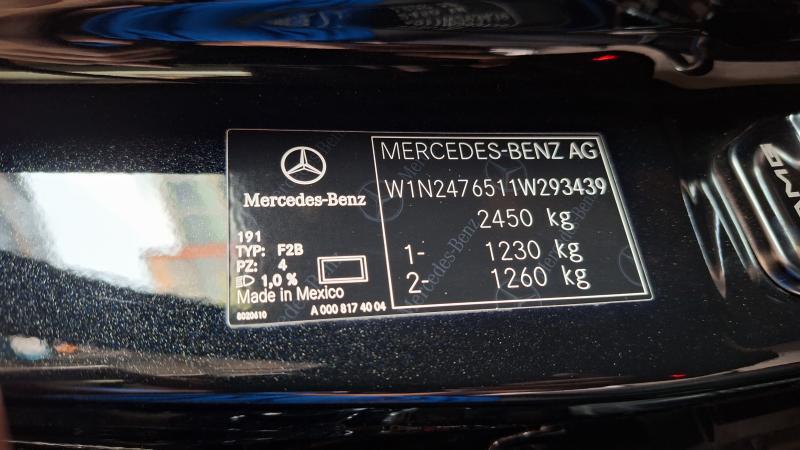 Mercedes-Benz
191
TYP: F2B
PZ: 4
1,0 %
Made in Mexico
8020610
A 000 817 40 04
MERCEDES-BENZ AG
W1N2476511W293439
2450 kg
1- 1230 kg
2- 1260 kg